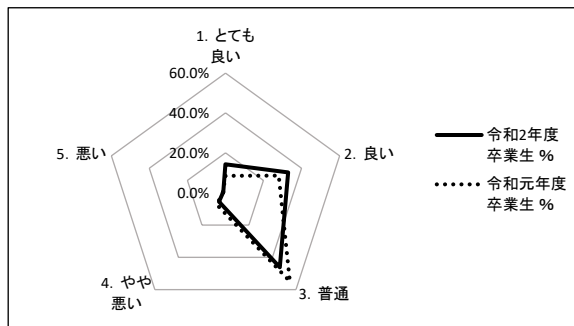 1. とても
良い
60.0%
40.0%
20.0%
0.0%
5. 悪い
2. 良い
4. やや
悪い
3. 普通
令和2年度
卒業生 %
令和元年度
卒業生 %